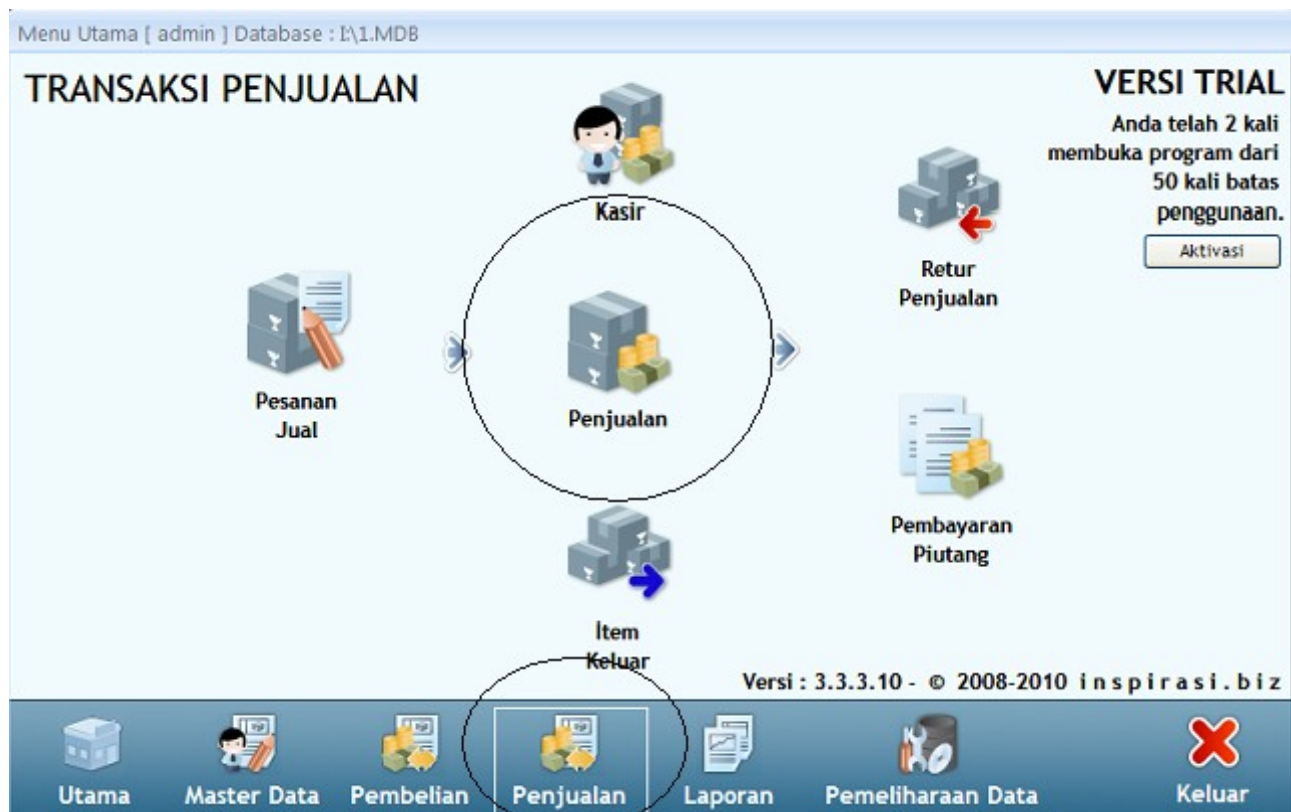 Menu Utama [ admin ] Database : I:\1.MDB
TRANSAKSI PENJUALAN
VERSI TRIAL
Anda telah 2 kali
membuka program dari
50 kali batas
penggunaan.
Aktivasi
Kasir
Retur
Penjualan
Pesanan
Jual
Penjualan
Pembayaran
Piutang
Item
Keluar
Versi : 3.3.3.10 - © 2008-2010 inspirasi.biz
Utama
Master Data
Pembelian
Penjualan
Laporan
Pemeliharaan Data
Keluar